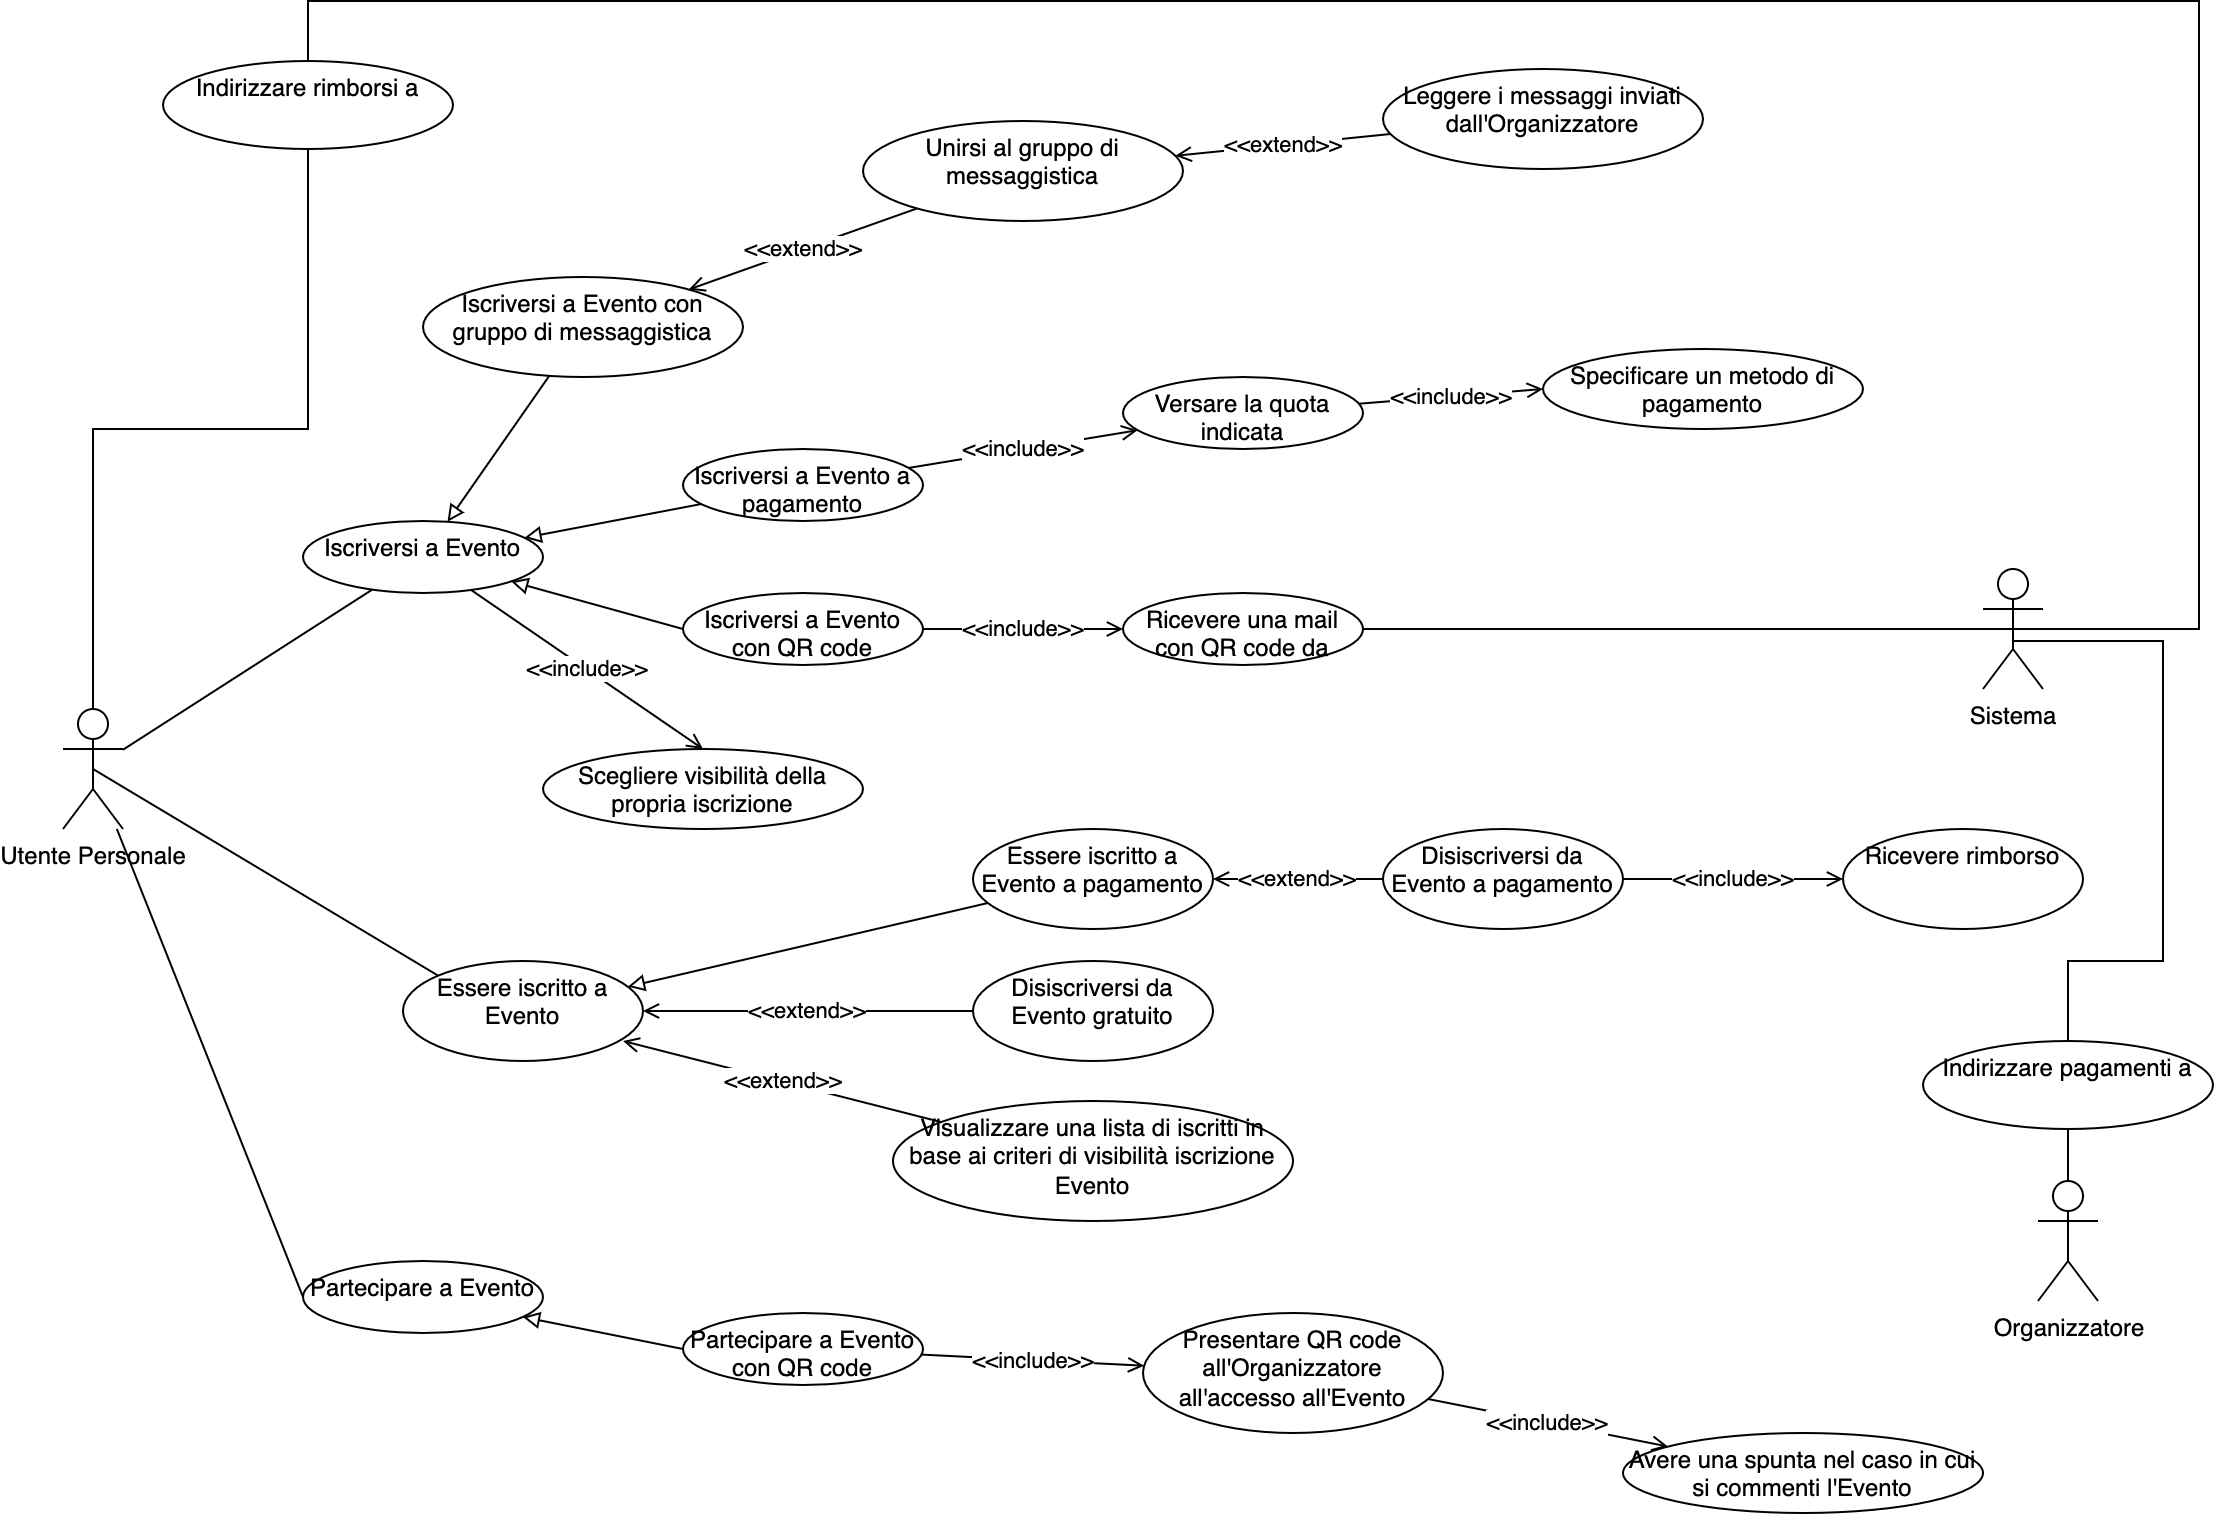 Indirizzare rimborsi a
Leggere i messaggi inviati
dall'Organizzatore
<<extend>>
Unirsi al gruppo di
messaggistica
<<extend>>
Iscriversi a Evento con
gruppo di messaggistica
Specificare un metodo di
pagamento
<<include>>
Versare la quota
indicata
<<include>>
Iscriversi a Evento a
pagamento
Iscriversi a Evento
Iscriversi a Evento
con QR code
<<include>>
Ricevere una mail
con QR code da
<<include>>
Sistema
Scegliere visibilità della
propria iscrizione
Utente Personale
Essere iscritto a
Evento a pagamento
<<extend>>
Disiscriversi da
Evento a pagamento
<<include>>
Ricevere rimborso
Essere iscritto a
Evento
<<extend>>
Disiscriversi da
Evento gratuito
<<extend>>
Visualizzare una lista di iscritti in
base ai criteri di visibilità iscrizione
Evento
Indirizzare pagamenti a
Organizzatore
Partecipare a Evento
Partecipare a Evento
con QR code
<<include>>
Presentare QR code
all'Organizzatore
all'accesso all'Evento
<<include>>
Avere una spunta nel caso in cui
si commenti l'Evento